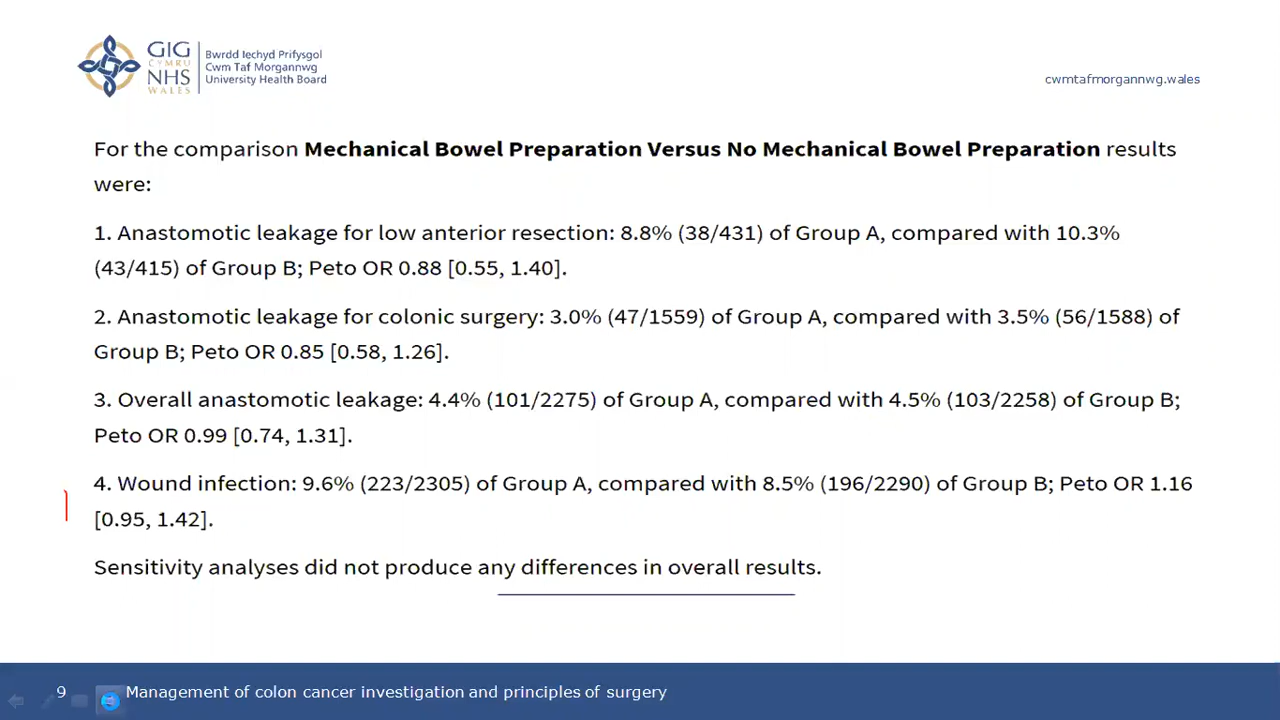 GIG
CYMRU
NHS
WALES
Bwrdd Iechyd Prifysgol
Cwm Taf Morgannwg
University Health Board
cwmtafmorgannwg.wales
For the comparison Mechanical Bowel Preparation Versus No Mechanical Bowel Preparation results
were:
1. Anastomotic leakage for low anterior resection: 8.8% (38/431) of Group A, compared with 10.3%
(43/415) of Group B; Peto OR 0.88 [0.55, 1.40].
2. Anastomotic leakage for colonic surgery: 3.0% (47/1559) of Group A, compared with 3.5% (56/1588) of
Group B; Peto OR 0.85 [0.58, 1.26].
3. Overall anastomotic leakage: 4.4% (101/2275) of Group A, compared with 4.5% (103/2258) of Group B;
Peto OR 0.99 [0.74, 1.31].
4. Wound infection: 9.6% (223/2305) of Group A, compared with 8.5% (196/2290) of Group B; Peto OR 1.16
[0.95, 1.42].
Sensitivity analyses did not produce any differences in overall results.
9 Management of colon cancer investigation and principles of surgery